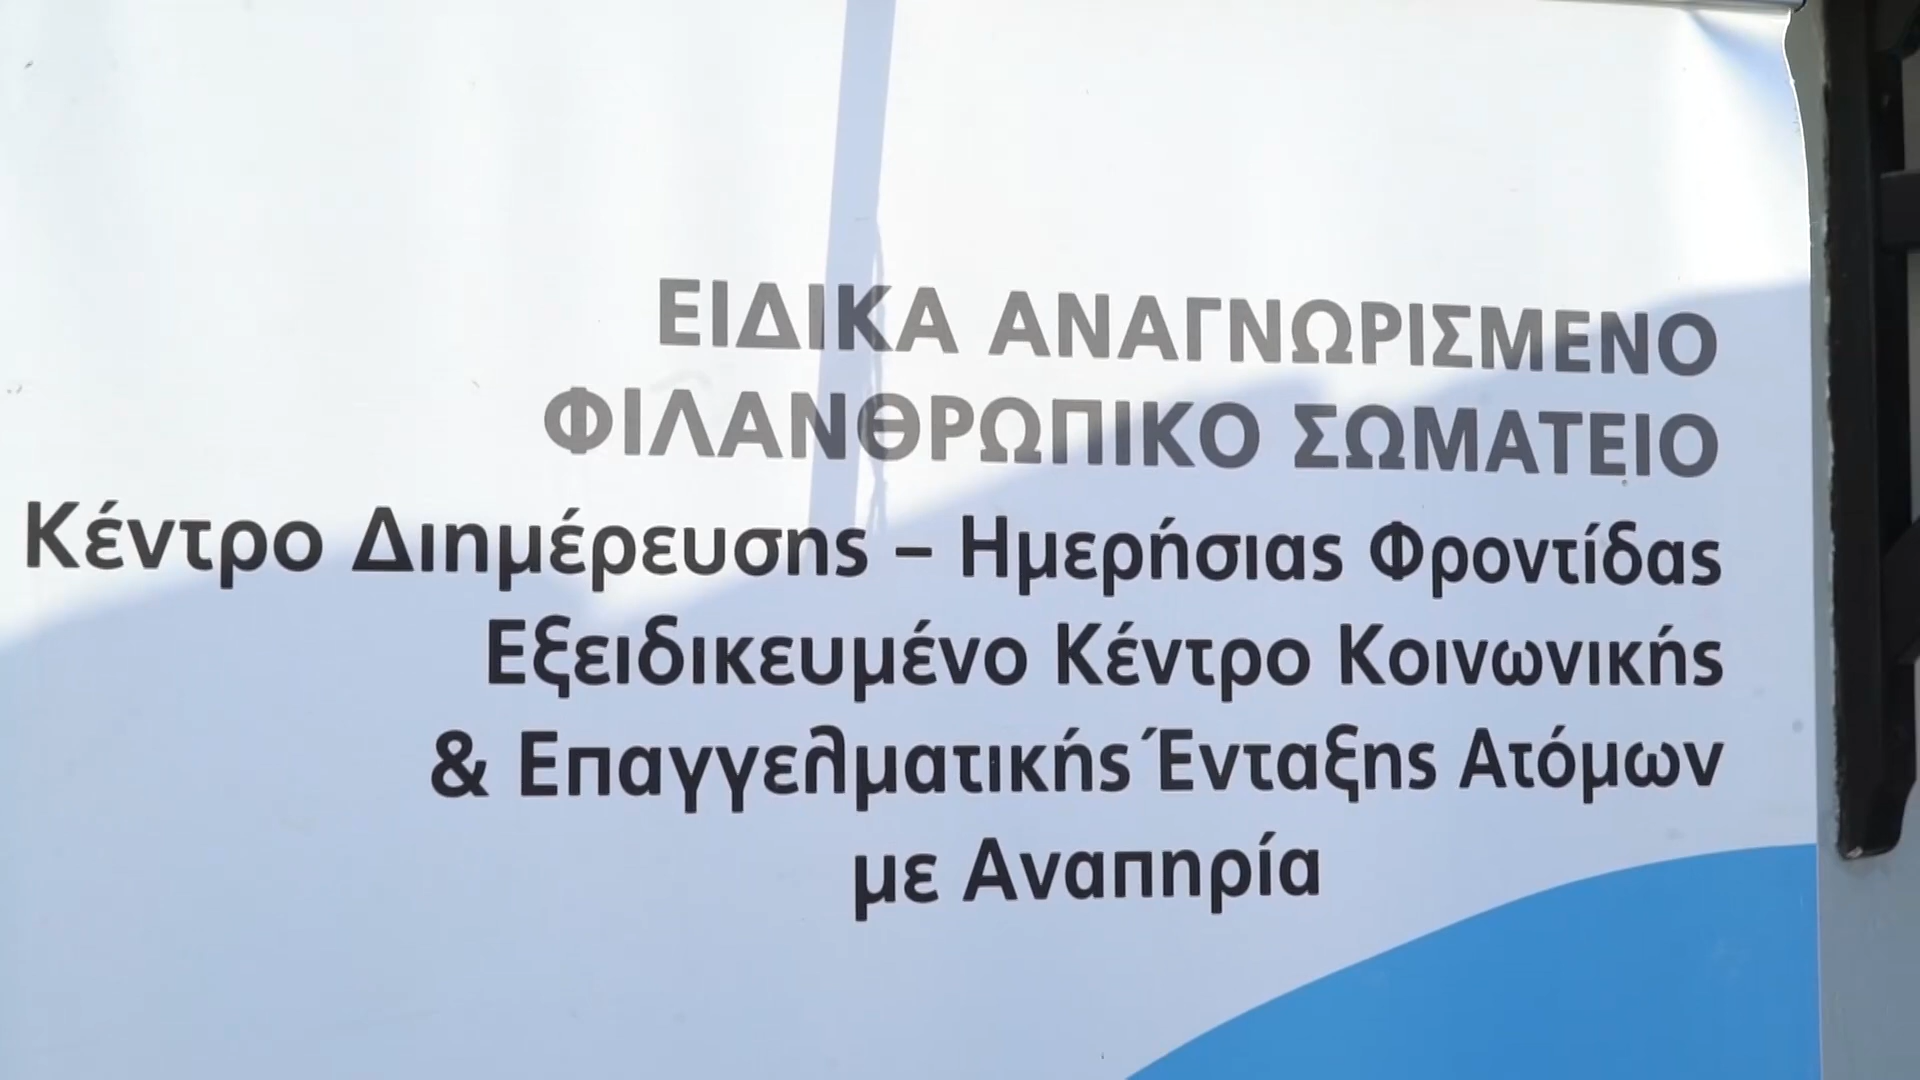 ΕΙΔΙΚΑ ΑΝΑΓΝΩΡΙΣΜΕΝΟ
ΦΙΛΑΝΘΡΩΠΙΚΟ ΣΩΜΑΤΕΙΟ
Κέντρο Διημέρευσης – Ημερήσιας Φροντίδας
Εξειδικευμένο Κέντρο Κοινωνικής
& Επαγγελματικής Ένταξης Ατόμων
με Αναπηρία